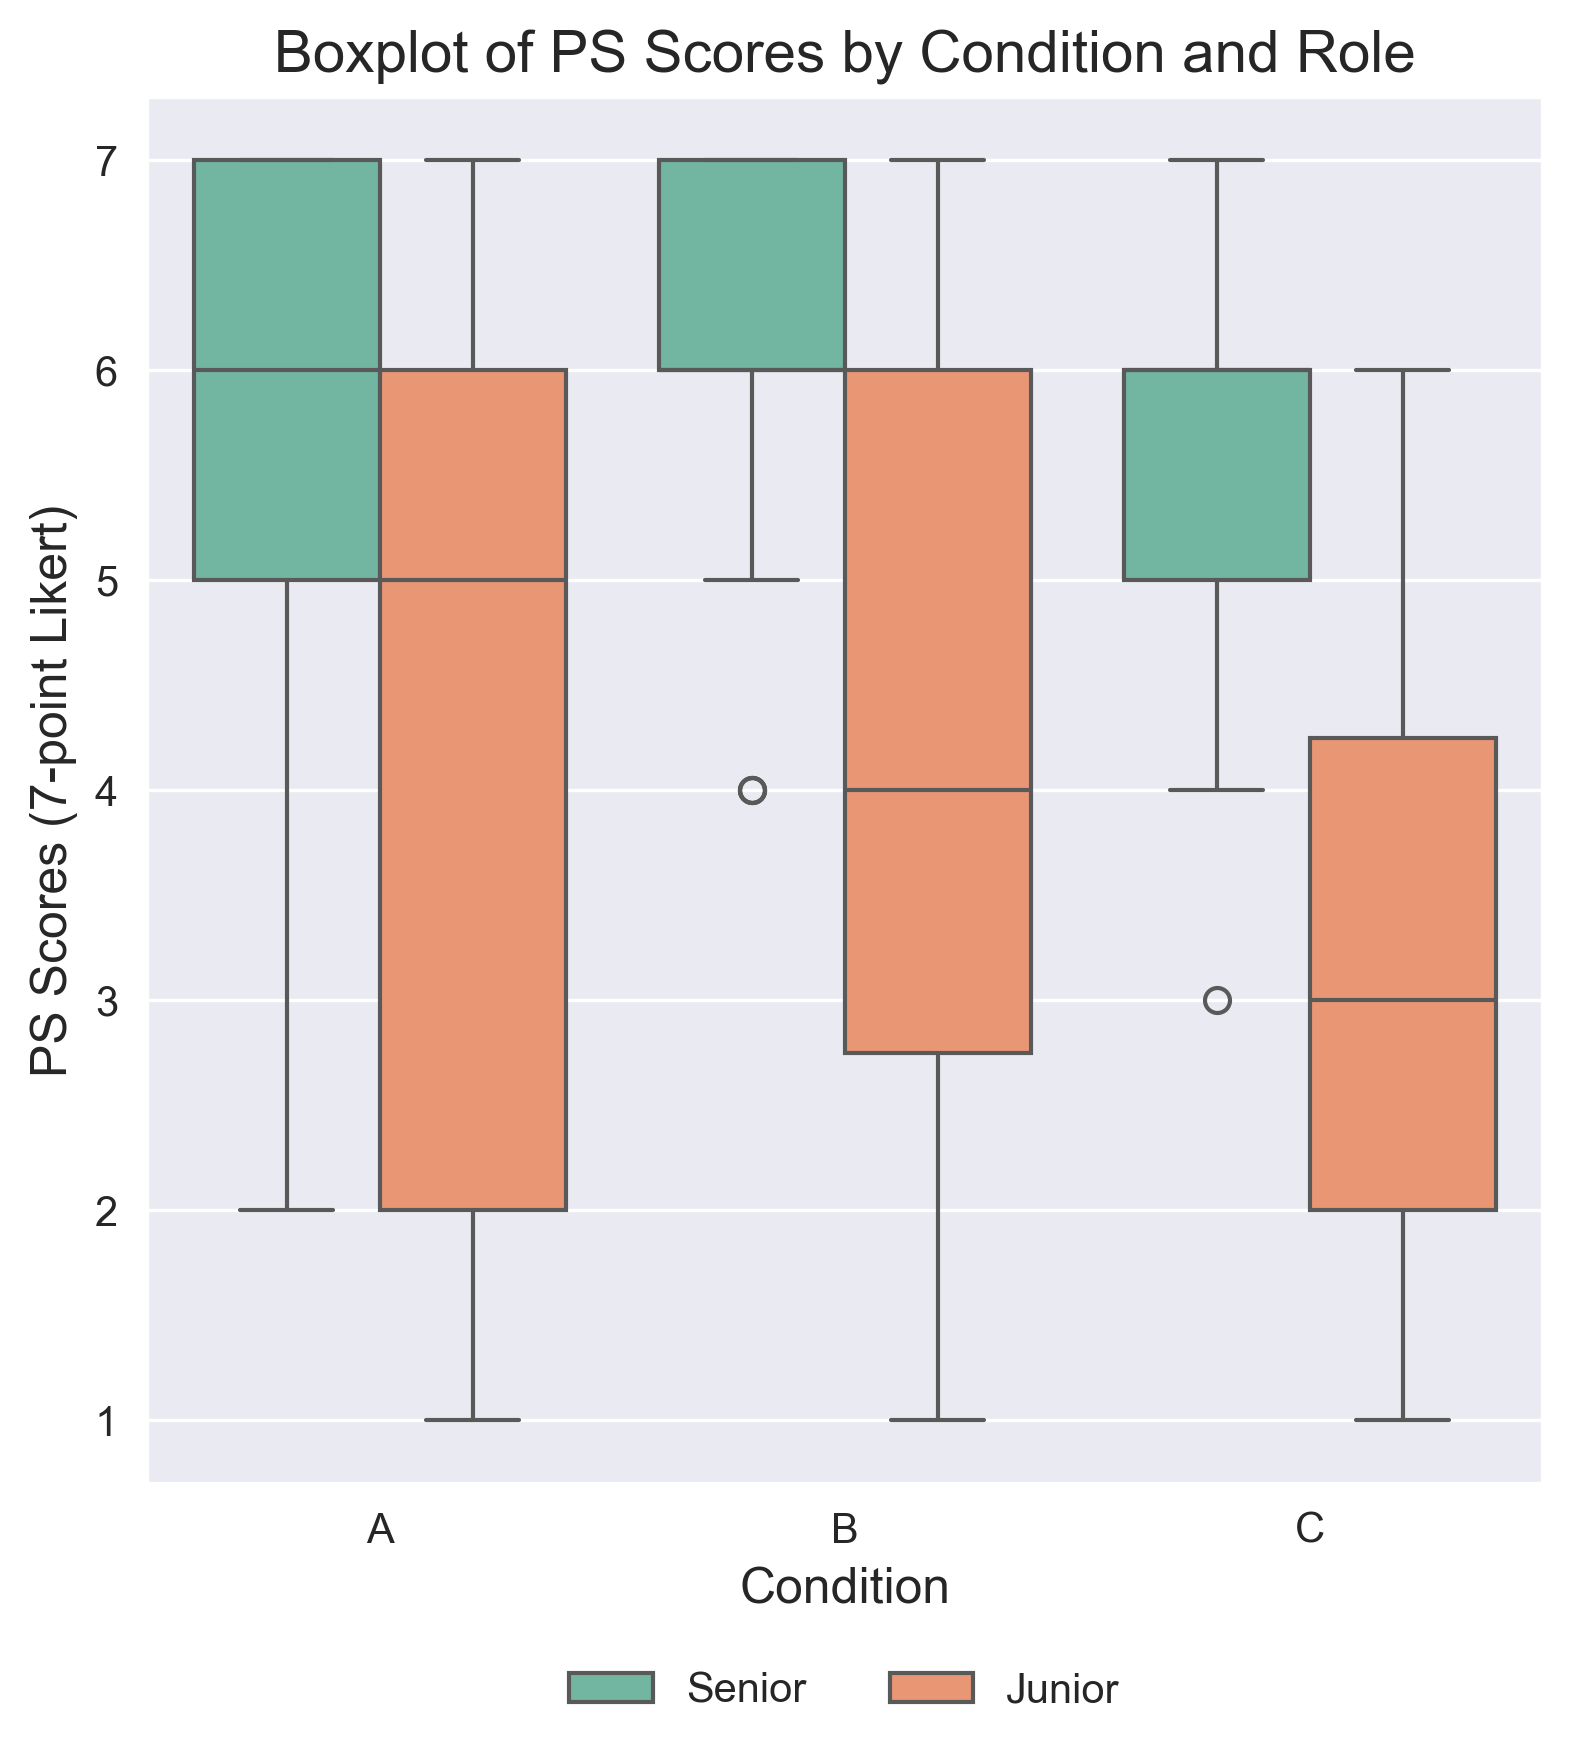 Boxplot of PS Scores by Condition and Role
PS Scores (7-point Likert)
7
6
5
4
3
2
1
A B C
Condition
Senior Junior